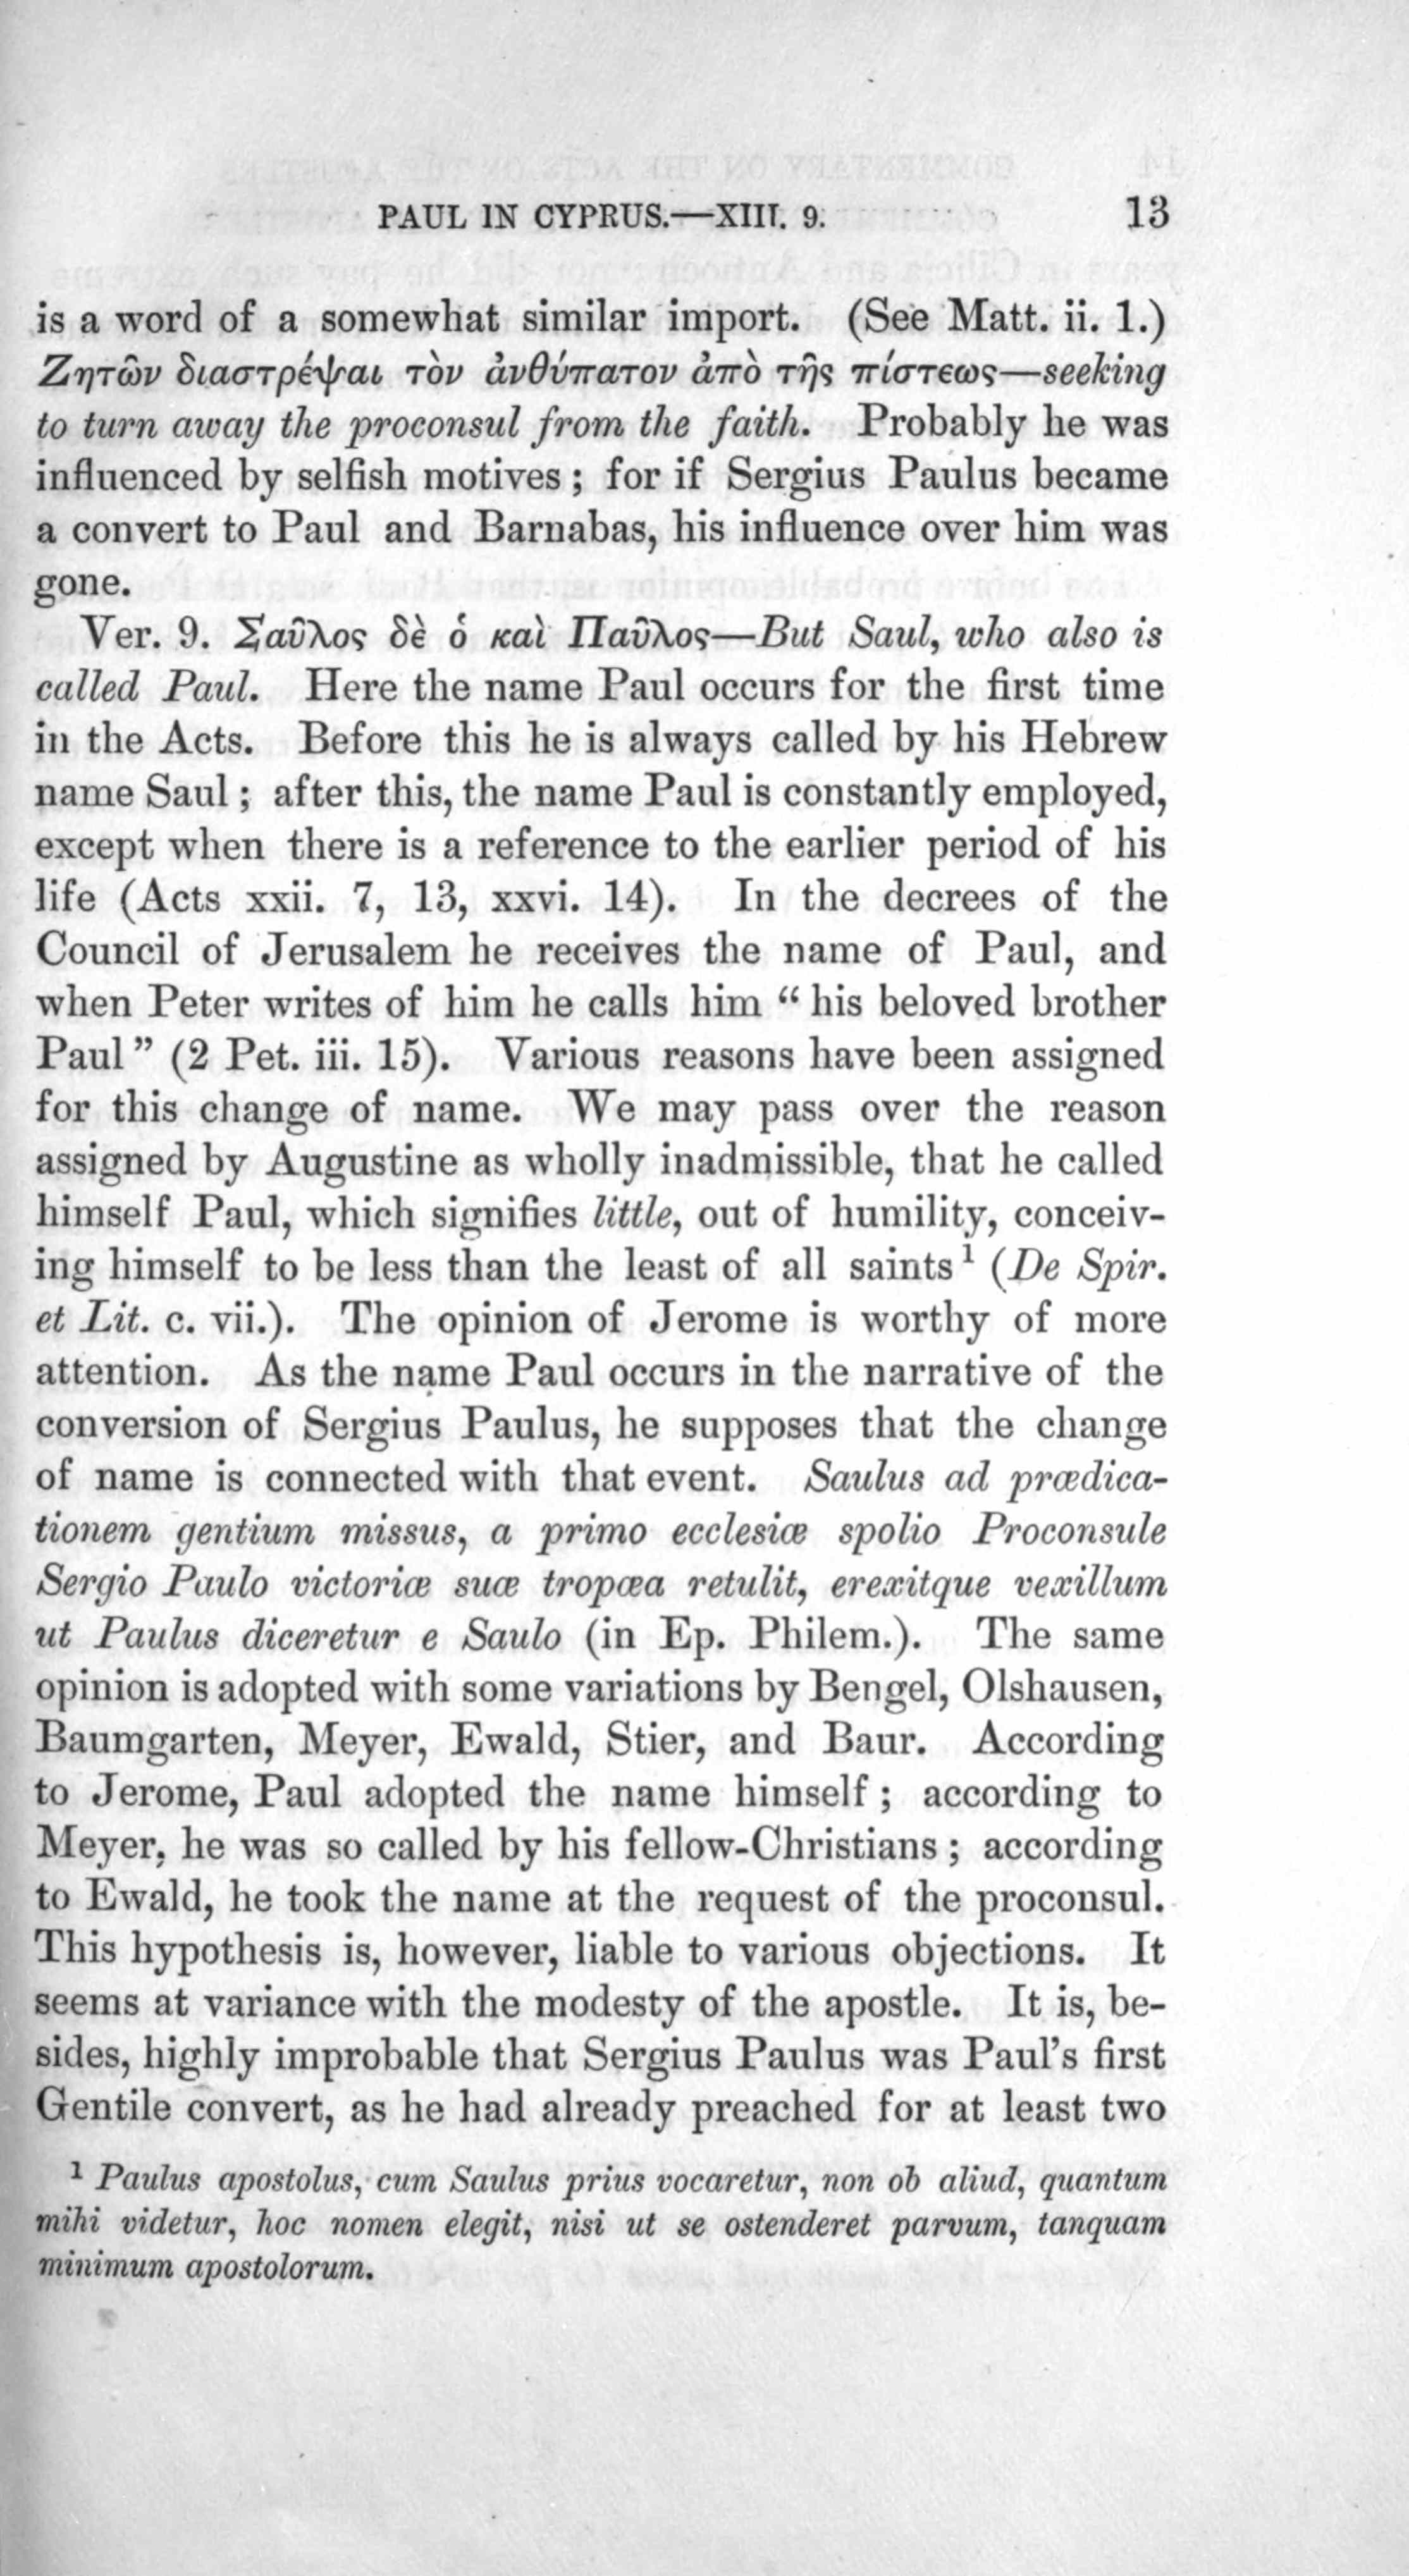 PAUL IN CYPRUS.—XIII. 9. 13
is a word of a somewhat similar import. (See Matt. ii. 1.)
Ζητῶν διαστρέψαι τὸν ἀνθύπατον ἀπὸ τῆς πίστεως—seeking
to turn away the proconsul from the faith. Probably he was
influenced by selfish motives; for if Sergius Paulus became
a convert to Paul and Barnabas, his influence over him was
gone.
Ver. 9. Σαῦλος δὲ ὁ καὶ Παῦλος—But Saul, who also is
called Paul. Here the name Paul occurs for the first time
in the Acts. Before this he is always called by his Hebrew
name Saul; after this, the name Paul is constantly employed,
except when there is a reference to the earlier period of his
life (Acts xxii. 7, 13, xxvi. 14). In the decrees of the
Council of Jerusalem he receives the name of Paul, and
when Peter writes of him he calls him “his beloved brother
Paul” (2 Pet. iii. 15). Various reasons have been assigned
for this change of name. We may pass over the reason
assigned by Augustine as wholly inadmissible, that he called
himself Paul, which signifies little, out of humility, conceiv-
ing himself to be less than the least of all saints¹ (De Spir.
et Lit. c. vii.). The opinion of Jerome is worthy of more
attention. As the name Paul occurs in the narrative of the
conversion of Sergius Paulus, he supposes that the change
of name is connected with that event. Saulus ad prædica-
tionem gentium missus, a primo ecclesiæ spolio Proconsule
Sergio Paulo victoriæ suæ tropœa retulit, erexitque vexillum
ut Paulus diceretur e Saulo (in Ep. Philem.). The same
opinion is adopted with some variations by Bengel, Olshausen,
Baumgarten, Meyer, Ewald, Stier, and Baur. According
to Jerome, Paul adopted the name himself; according to
Meyer, he was so called by his fellow-Christians; according
to Ewald, he took the name at the request of the proconsul.
This hypothesis is, however, liable to various objections. It
seems at variance with the modesty of the apostle. It is, be-
sides, highly improbable that Sergius Paulus was Paul's first
Gentile convert, as he had already preached for at least two
¹ Paulus apostolus, cum Saulus prius vocaretur, non ob aliud, quantum
mihi videtur, hoc nomen elegit, nisi ut se ostenderet parvum, tanquam
minimum apostolorum.